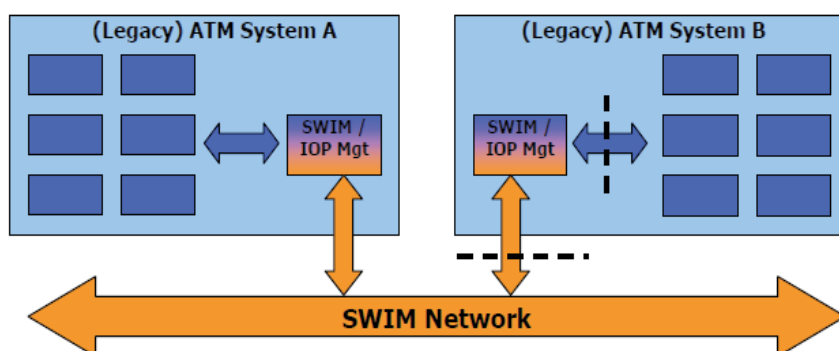 (Legacy) ATM System A
(Legacy) ATM System B
SWIM /
IOP Mgt
SWIM /
IOP Mgt
SWIM Network